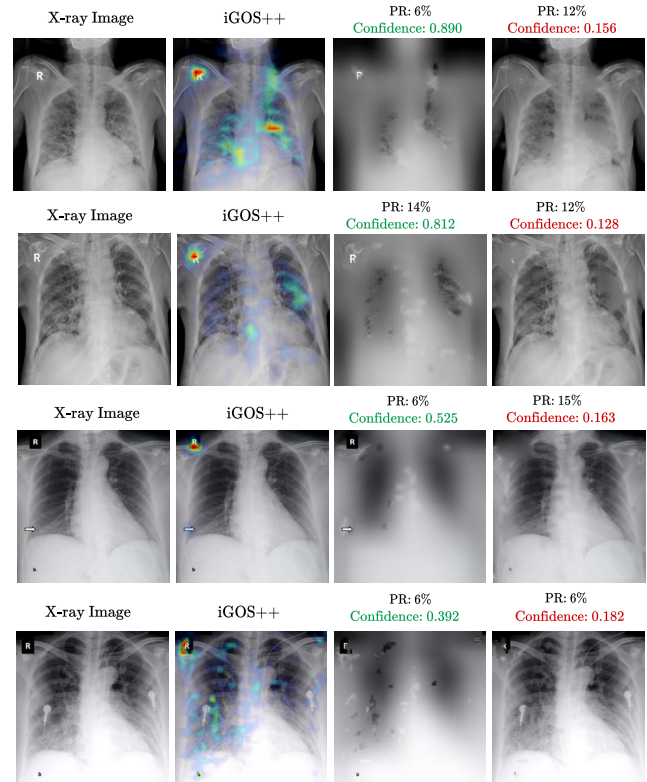 X-ray Image
iGOS++
PR: 6%
Confidence: 0.890
PR: 12%
Confidence: 0.156
R
R
X-ray Image
iGOS++
PR: 14%
Confidence: 0.812
PR: 12%
Confidence: 0.128
R
R
R
X-ray Image
iGOS++
PR: 6%
Confidence: 0.525
PR: 15%
Confidence: 0.163
R
R
R
X-ray Image
iGOS++
PR: 6%
Confidence: 0.392
PR: 6%
Confidence: 0.182
R
R